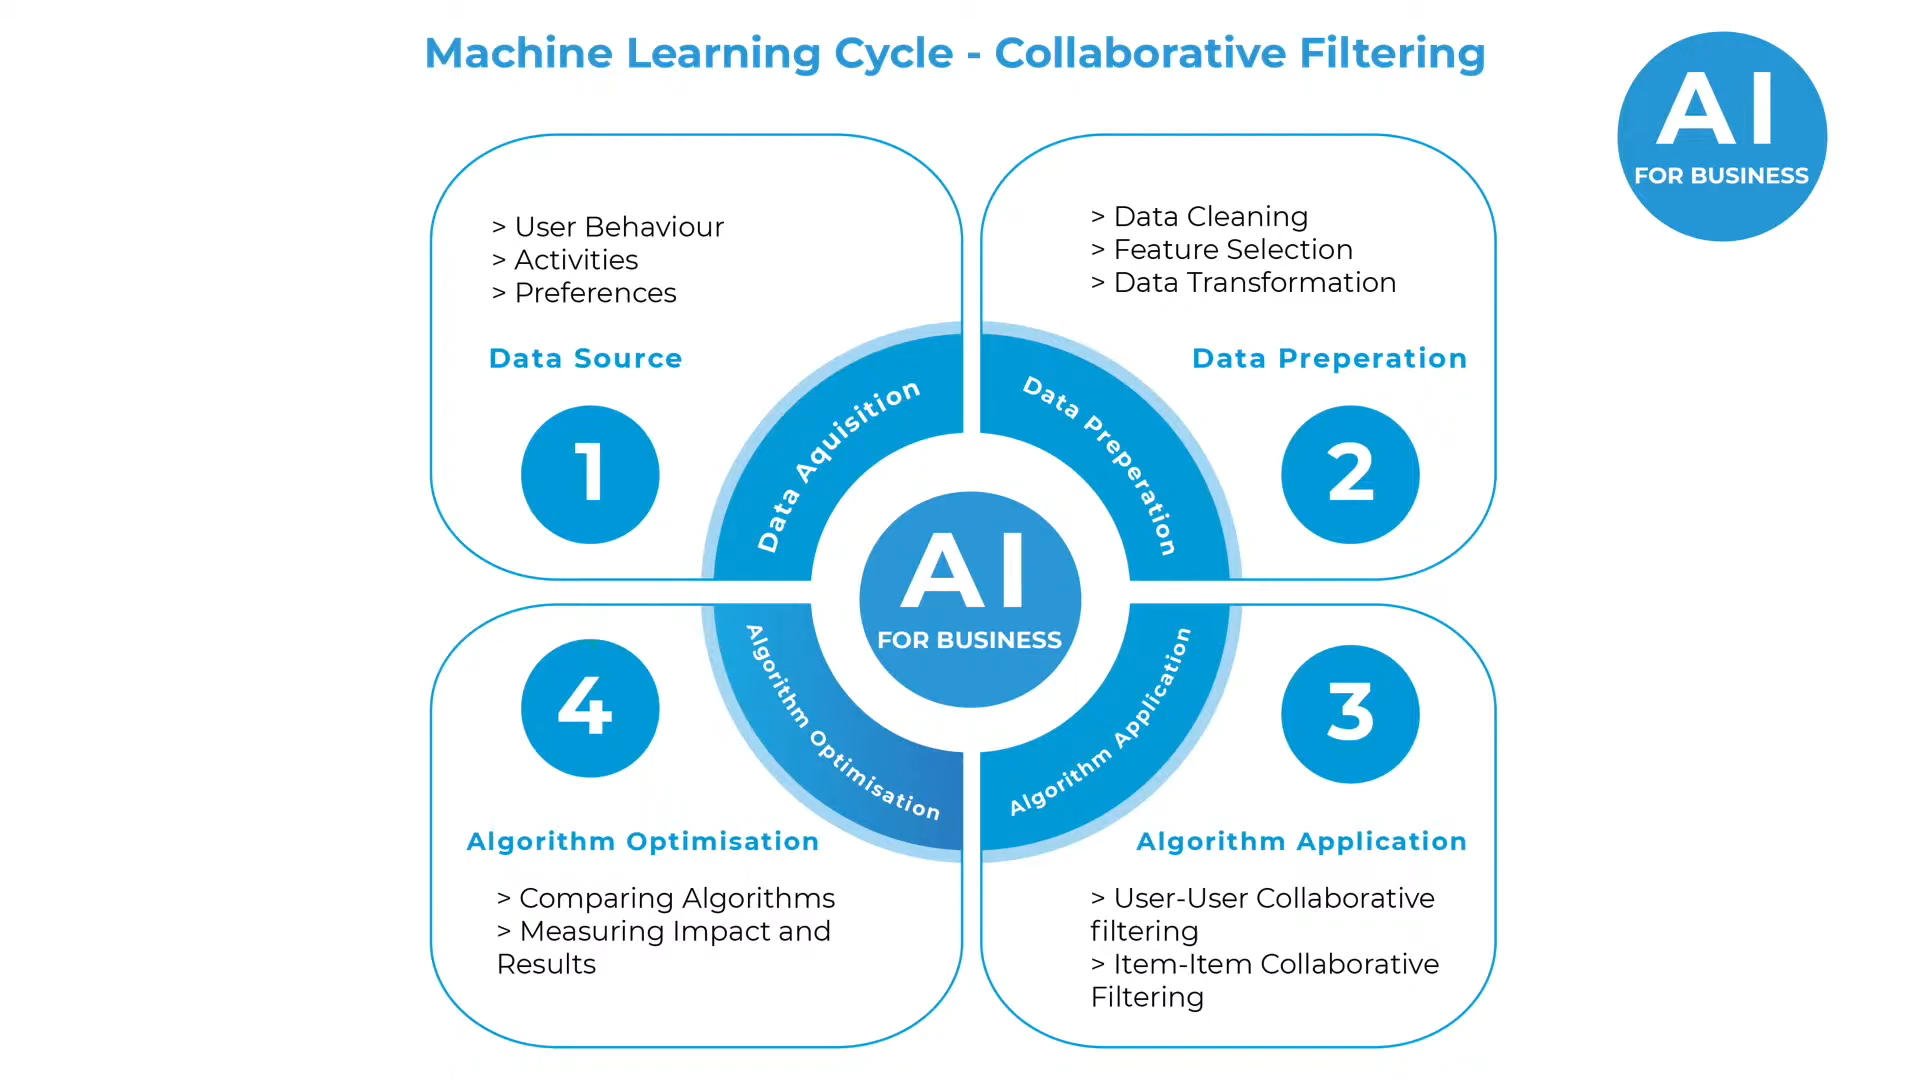 Machine Learning Cycle - Collaborative Filtering
AI
FOR BUSINESS
> User Behaviour
> Activities
> Preferences
Data Source
1
Data Aquisition
> Data Cleaning
> Feature Selection
> Data Transformation
Data Preperation
2
Data Preperation
AI
FOR BUSINESS
4
Algorithm Optimisation
Algorithm Optimisation
> Comparing Algorithms
> Measuring Impact and
Results
3
Algorithm Application
Algorithm Application
> User-User Collaborative
filtering
> Item-Item Collaborative
Filtering